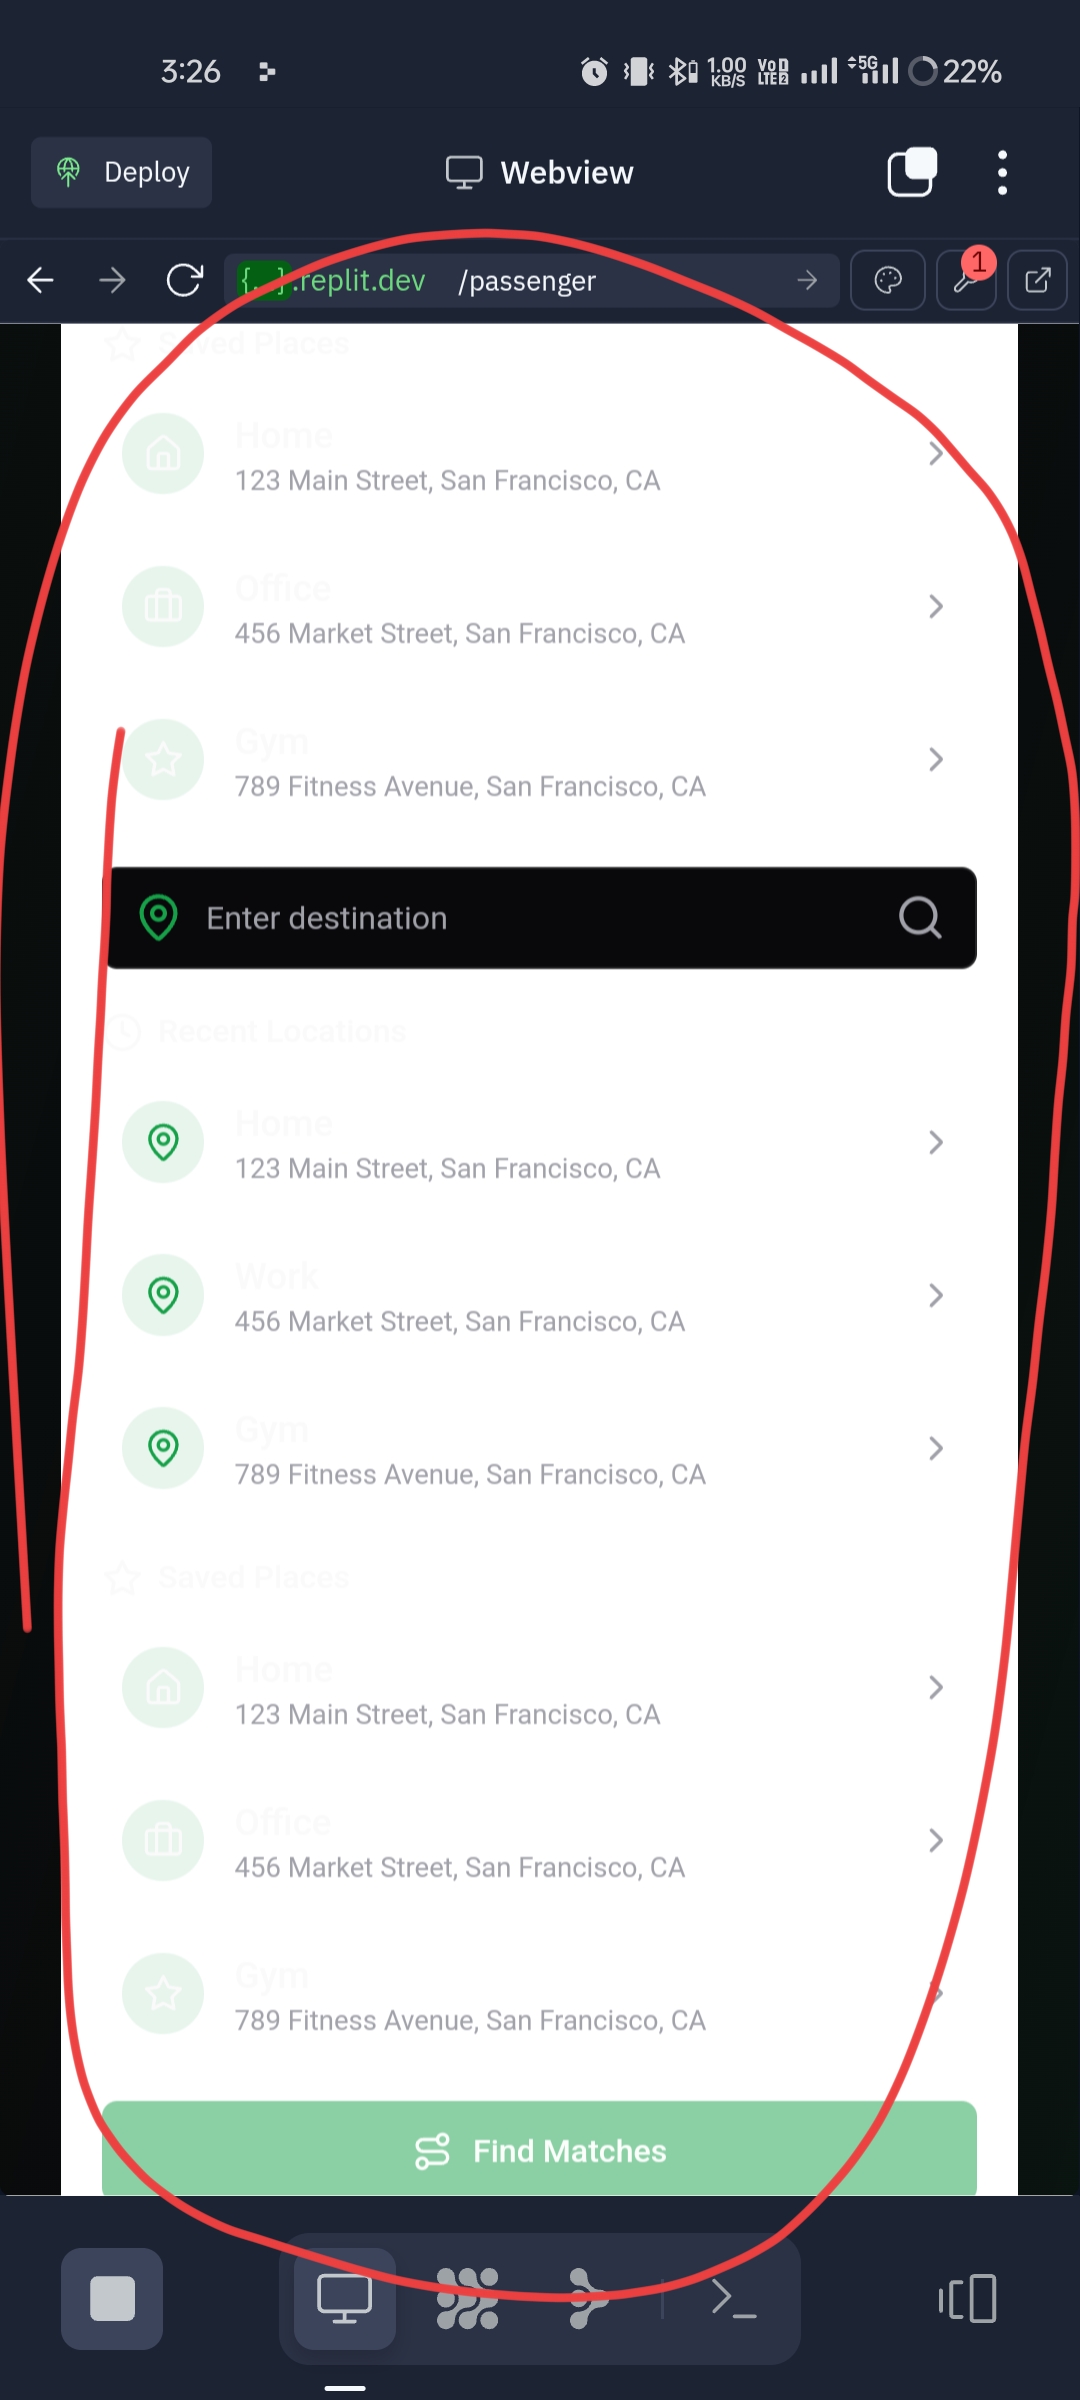 3:26 1.00 KB/S VoD LTE2 5G 22%
Deploy Webview
{...}.replit.dev /passenger 1
Saved Places
Home
123 Main Street, San Francisco, CA
Office
456 Market Street, San Francisco, CA
Gym
789 Fitness Avenue, San Francisco, CA
Enter destination
Recent Locations
Home
123 Main Street, San Francisco, CA
Work
456 Market Street, San Francisco, CA
Gym
789 Fitness Avenue, San Francisco, CA
Saved Places
Home
123 Main Street, San Francisco, CA
Office
456 Market Street, San Francisco, CA
Gym
789 Fitness Avenue, San Francisco, CA
Find Matches